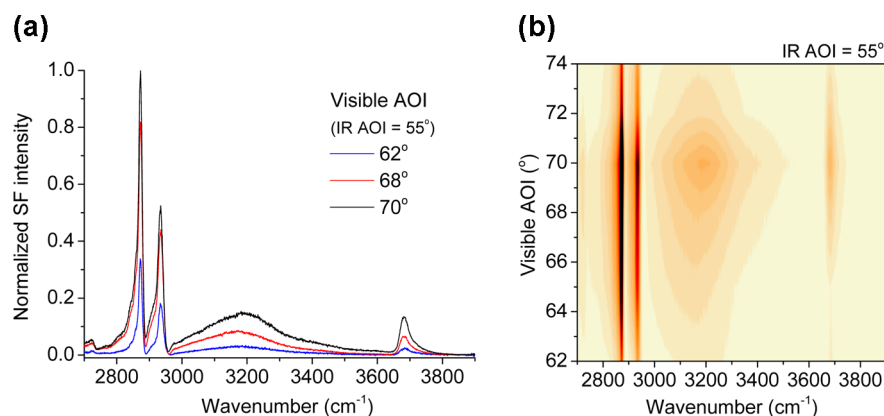 (a)
(b)
IR AOI = 55°
1.0
0.8
0.6
0.4
0.2
0.0
Normalized SF intensity
Visible AOI
(IR AOI = 55°)
62°
68°
70°
2800 3000 3200 3400 3600 3800
Wavenumber (cm⁻¹)
74
72
70
68
66
64
62
Visible AOI (°)
2800 3000 3200 3400 3600 3800
Wavenumber (cm⁻¹)